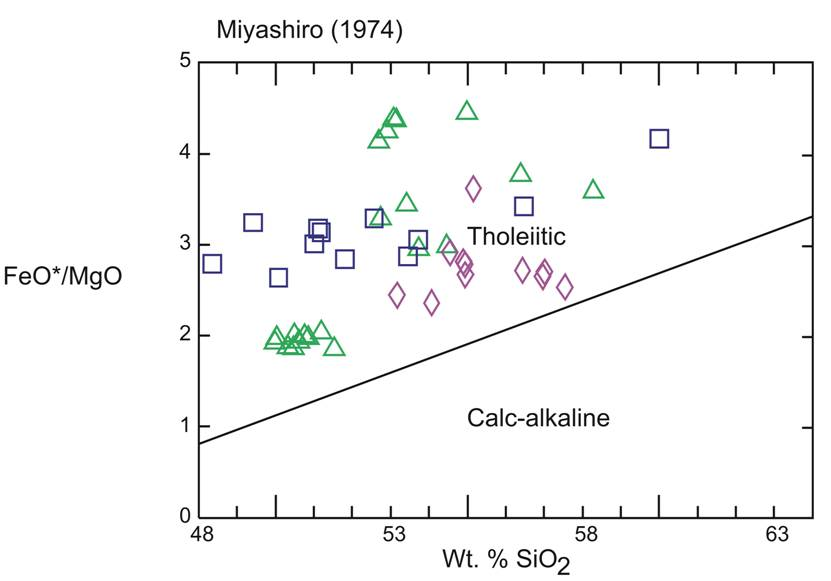 Miyashiro (1974)
5
4
3
2
1
0
FeO*/MgO
Tholeiitic
Calc-alkaline
48 53 58 63
Wt. % SiO2